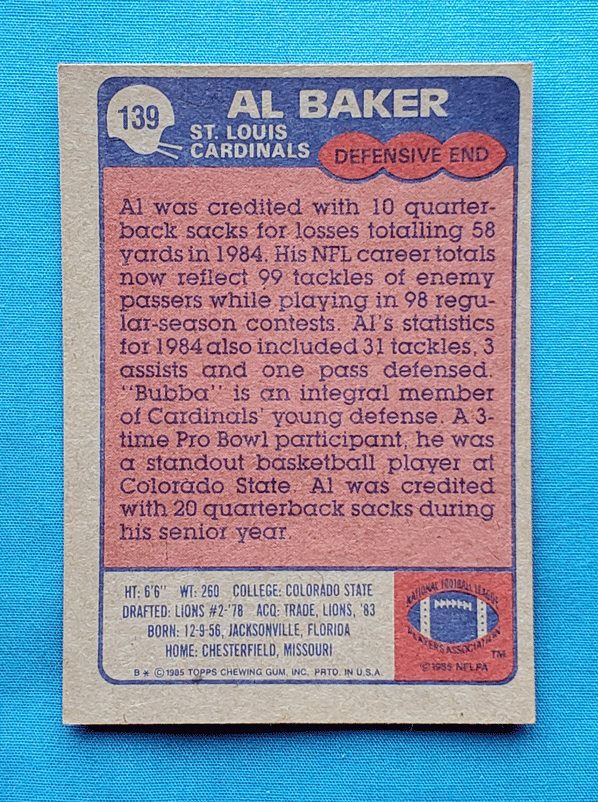 139
AL BAKER
ST. LOUIS
CARDINALS
DEFENSIVE END
Al was credited with 10 quarter-
back sacks for losses totalling 58
yards in 1984. His NFL career totals
now reflect 99 tackles of enemy
passers while playing in 98 regu-
lar-season contests. Al's statistics
for 1984 also included 31 tackles, 3
assists and one pass defensed.
"Bubba" is an integral member
of Cardinals' young defense. A 3-
time Pro Bowl participant, he was
a standout basketball player at
Colorado State. Al was credited
with 20 quarterback sacks during
his senior year.
HT: 6'6" WT: 260 COLLEGE: COLORADO STATE
DRAFTED: LIONS #2-'78 ACQ: TRADE, LIONS, '83
BORN: 12-9-56, JACKSONVILLE, FLORIDA
HOME: CHESTERFIELD, MISSOURI
B* © 1985 TOPPS CHEWING GUM, INC. PRTD. IN U.S.A.
NATIONAL FOOTBALL LEAGUE
PLAYERS ASSOCIATION
TM
© 1985 NFLPA